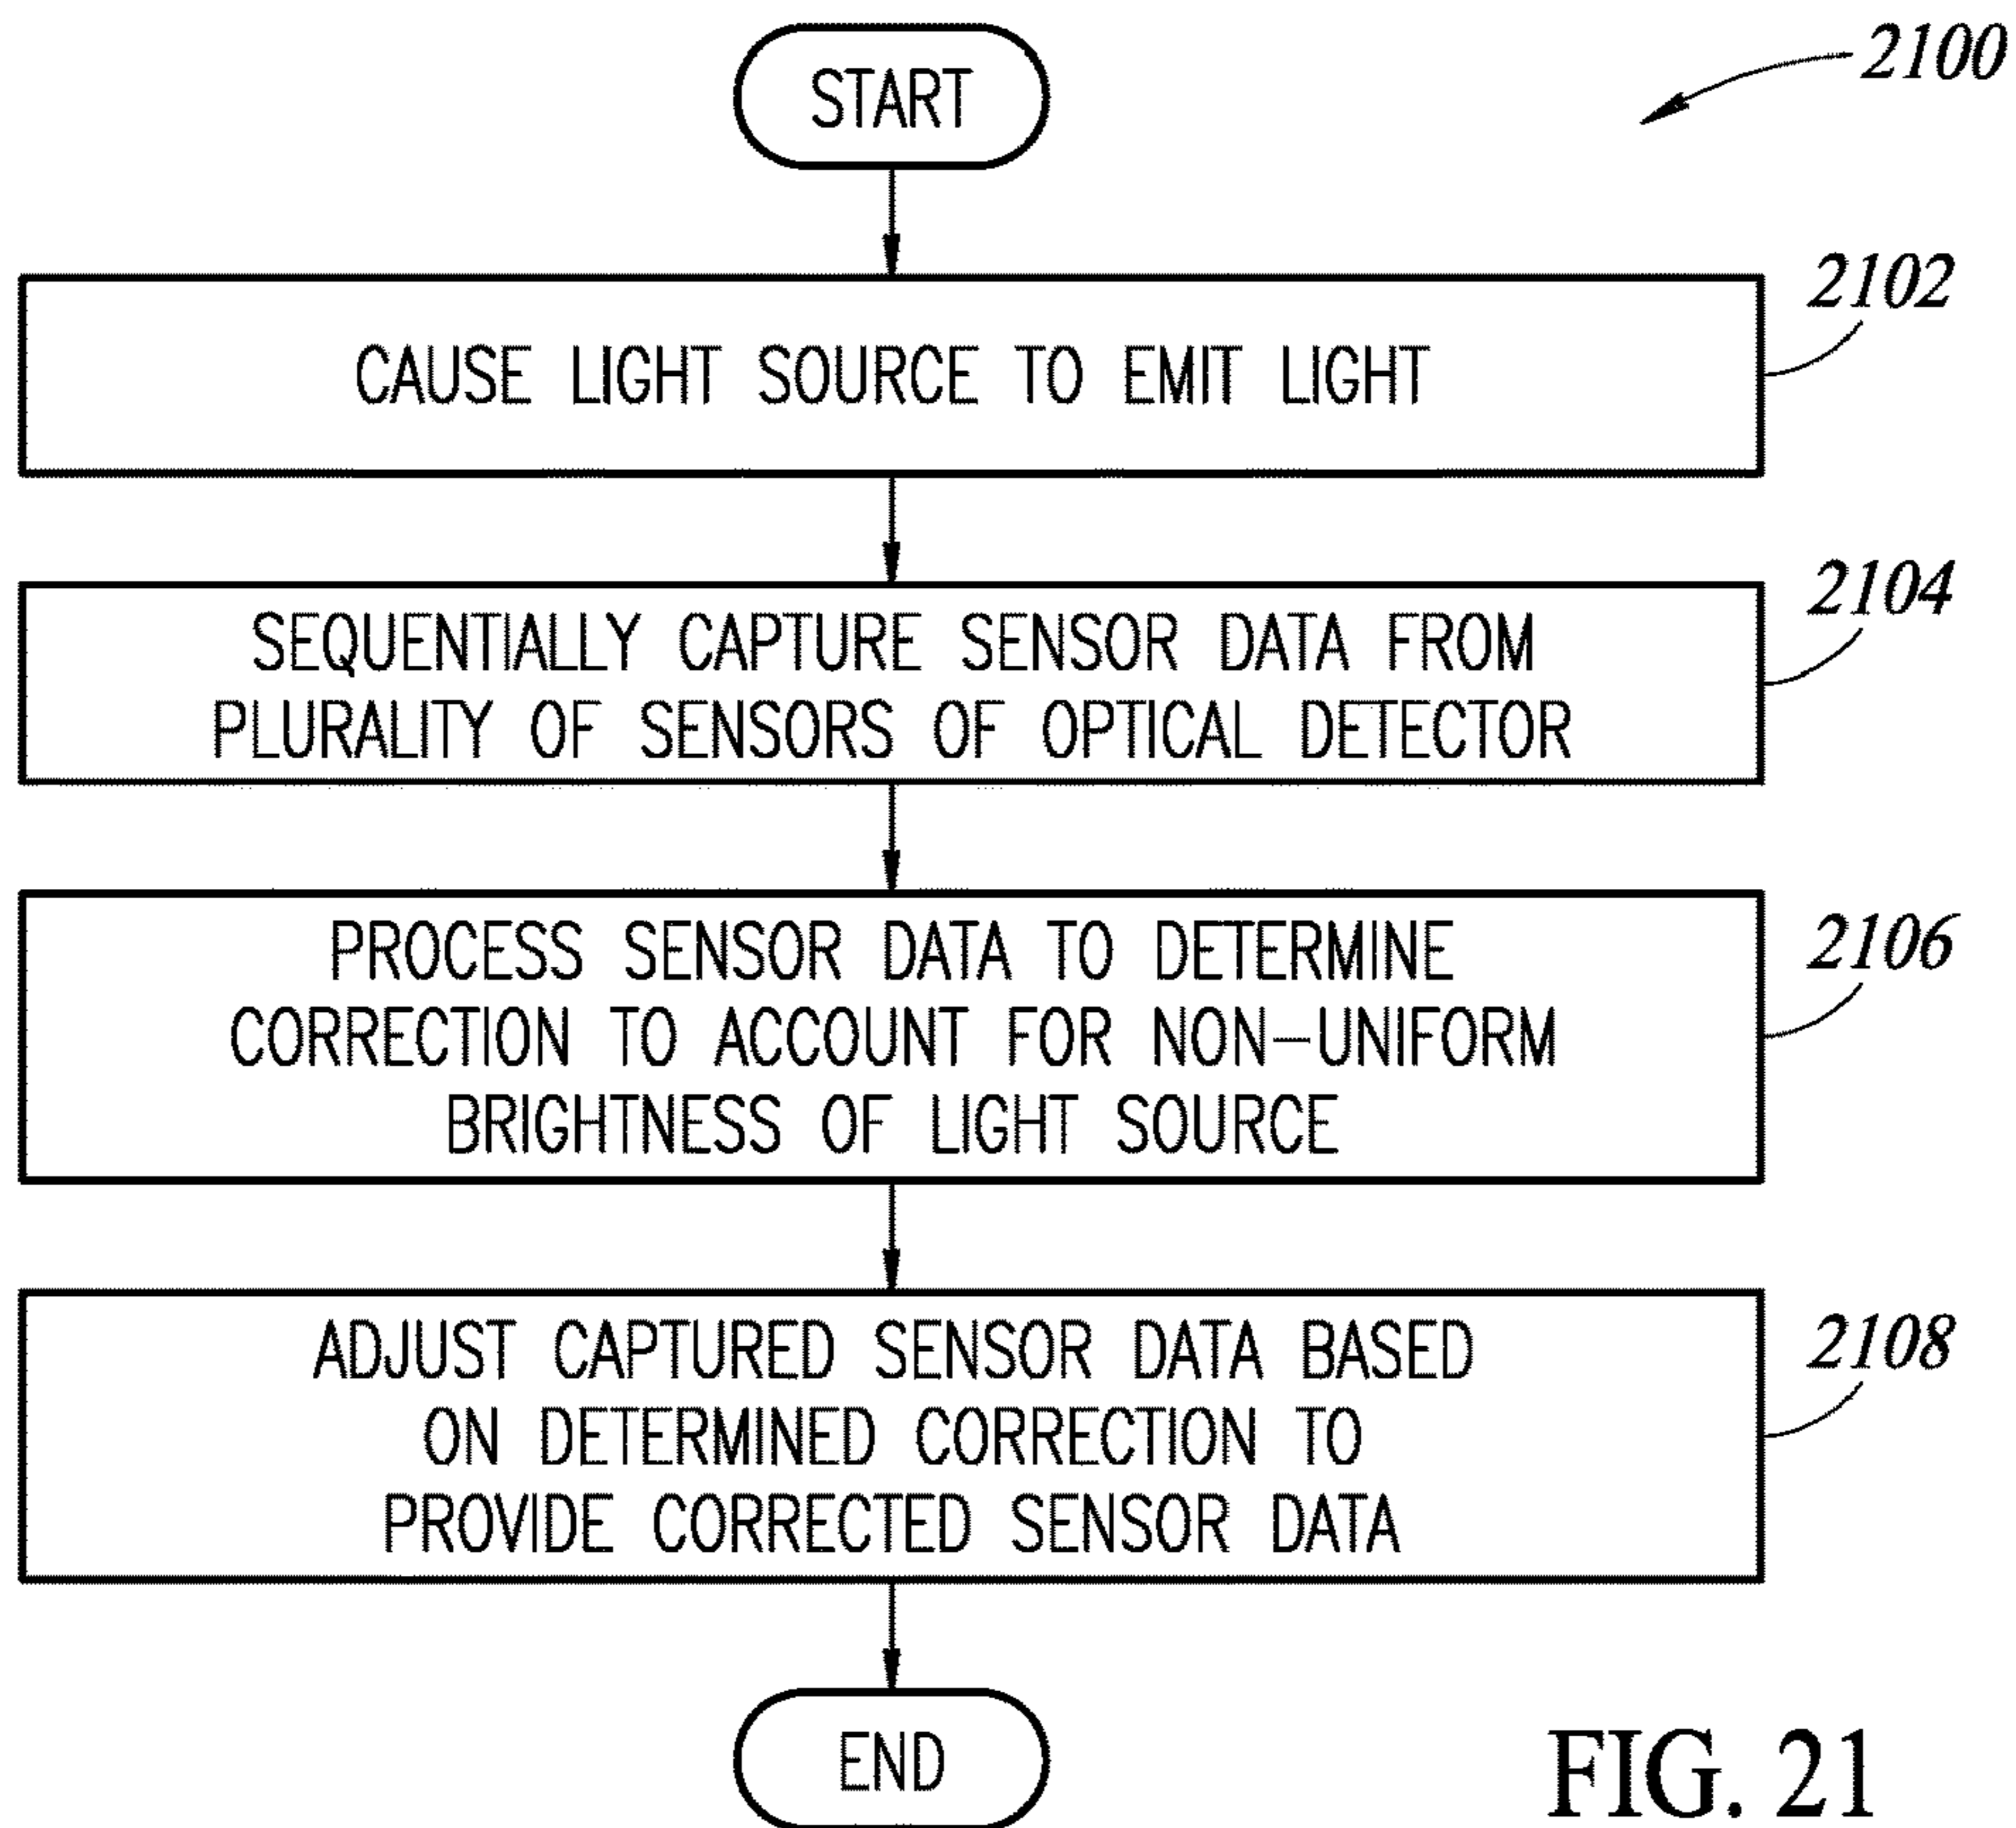 START
2100
2102
CAUSE LIGHT SOURCE TO EMIT LIGHT
2104
SEQUENTIALLY CAPTURE SENSOR DATA FROM
PLURALITY OF SENSORS OF OPTICAL DETECTOR
2106
PROCESS SENSOR DATA TO DETERMINE
CORRECTION TO ACCOUNT FOR NON-UNIFORM
BRIGHTNESS OF LIGHT SOURCE
2108
ADJUST CAPTURED SENSOR DATA BASED
ON DETERMINED CORRECTION TO
PROVIDE CORRECTED SENSOR DATA
END
FIG. 21